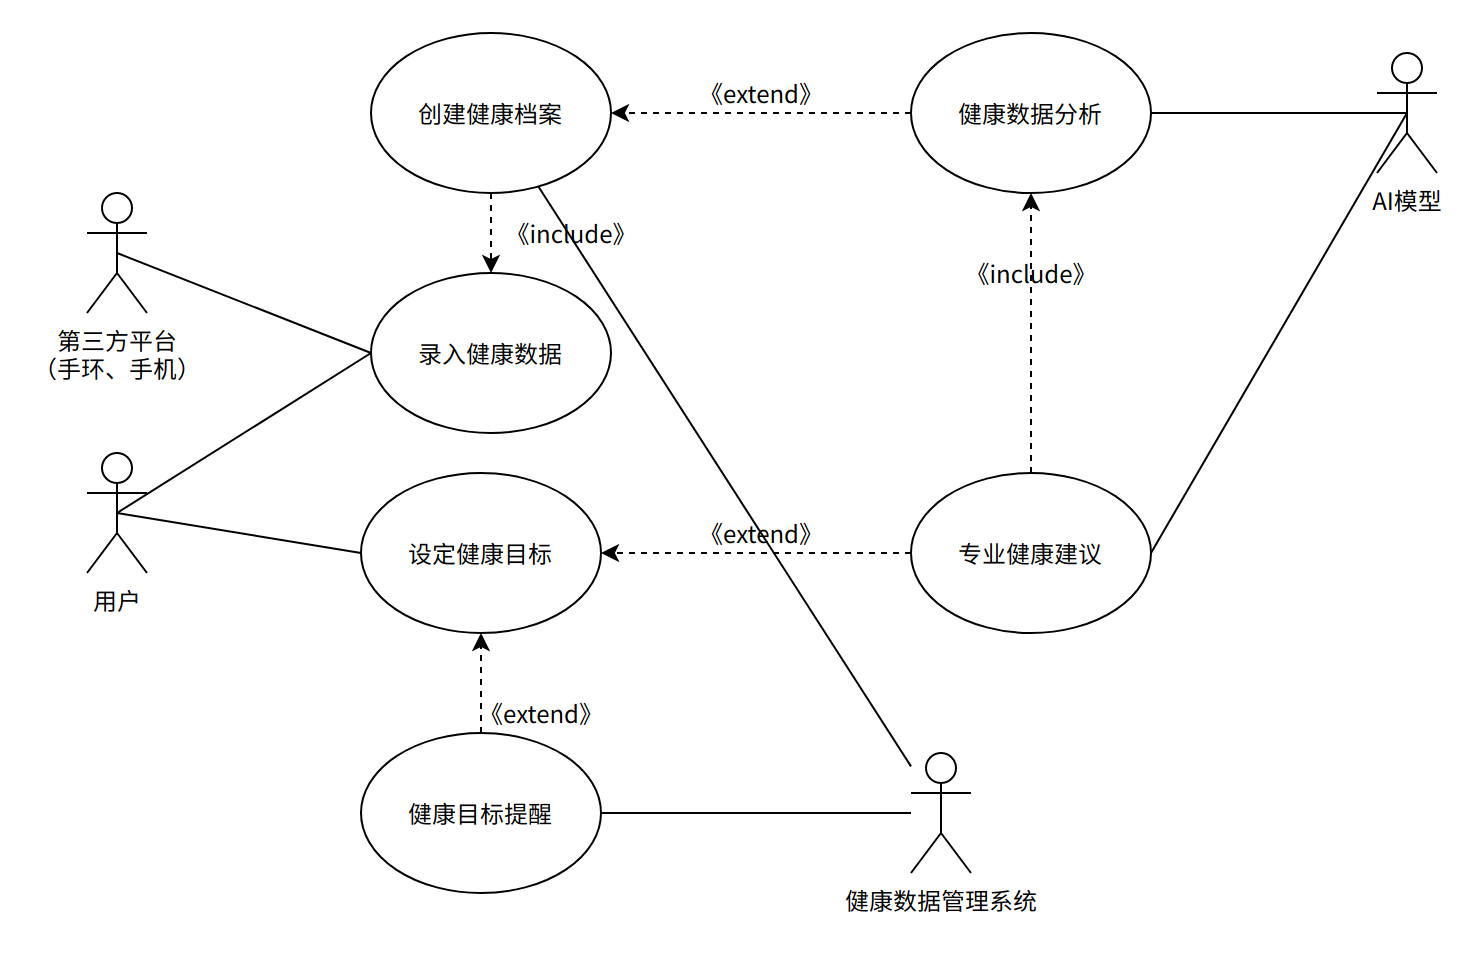 创建健康档案
《extend》
健康数据分析
AI模型
《include》
《include》
第三方平台
（手环、手机）
录入健康数据
用户
设定健康目标
《extend》
专业健康建议
《extend》
健康目标提醒
健康数据管理系统